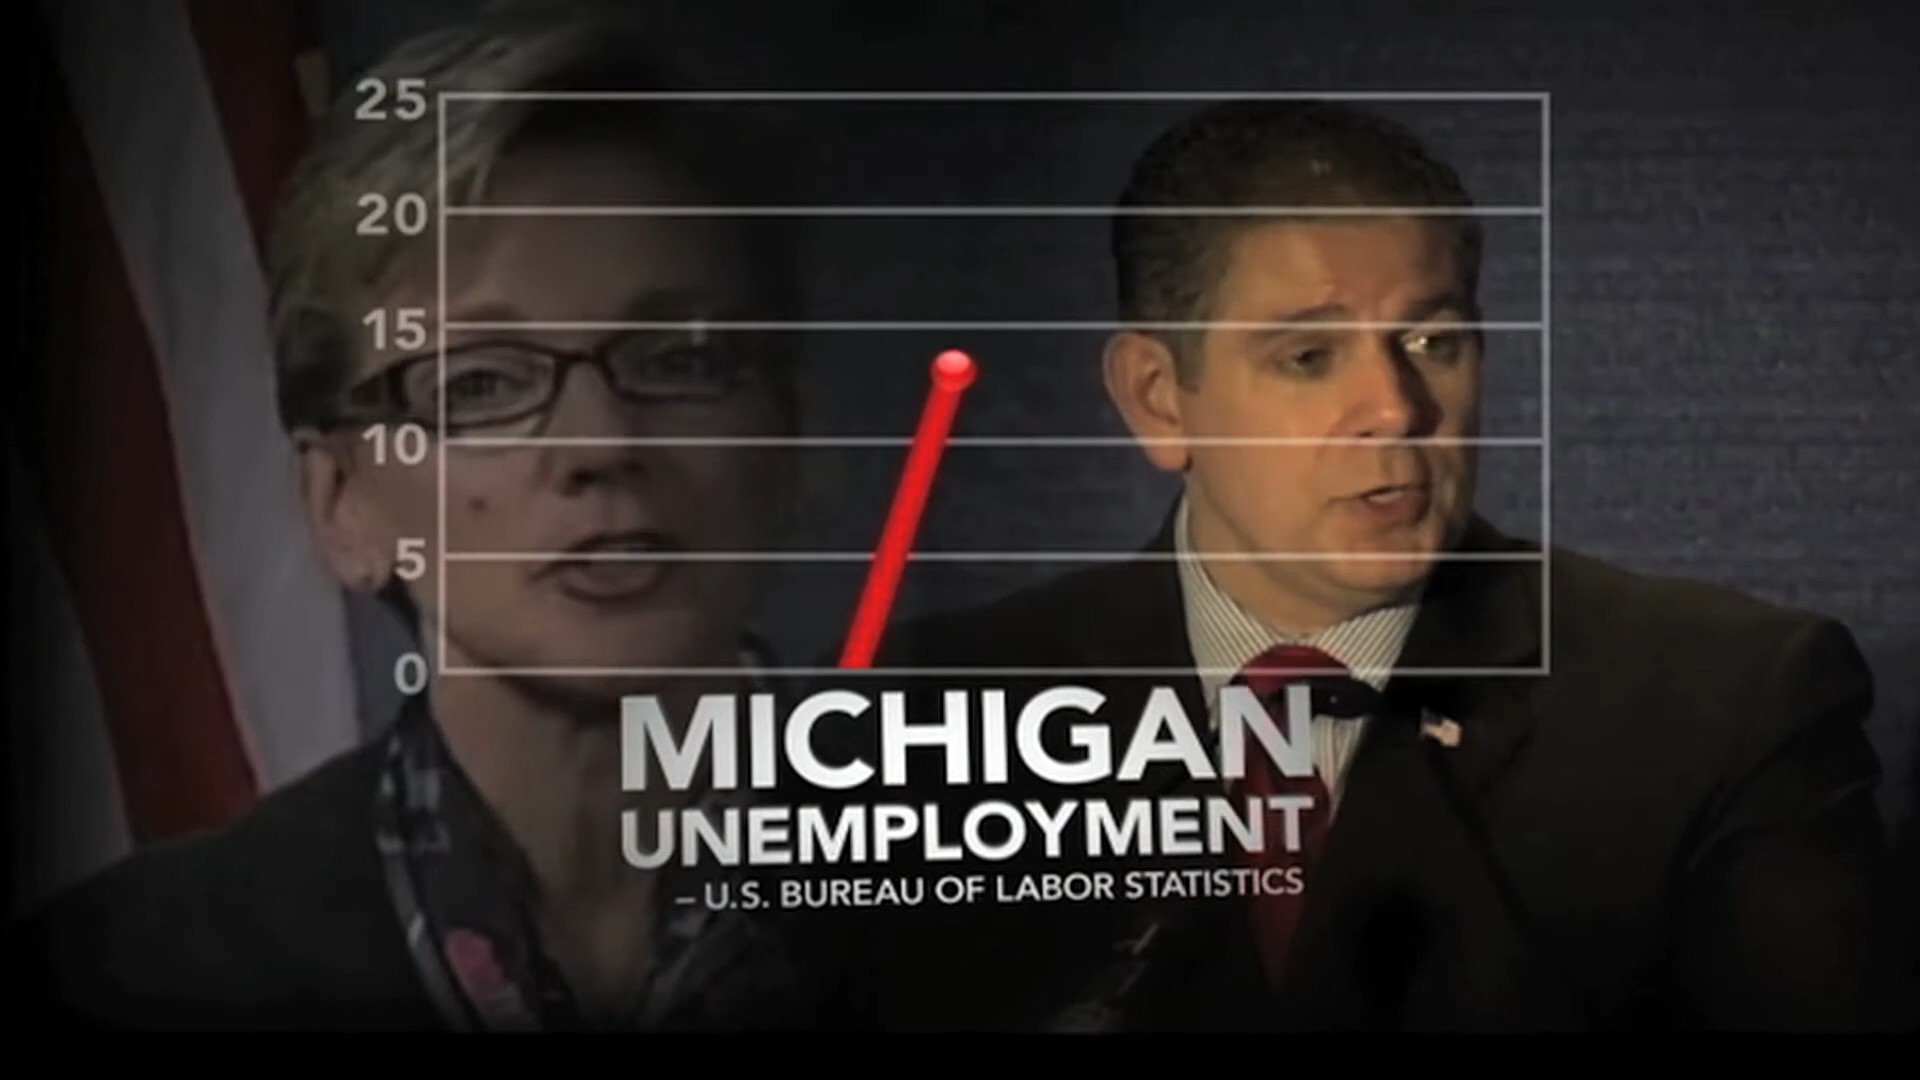 25
20
15
10
5
0
MICHIGAN
UNEMPLOYMENT
– U.S. BUREAU OF LABOR STATISTICS